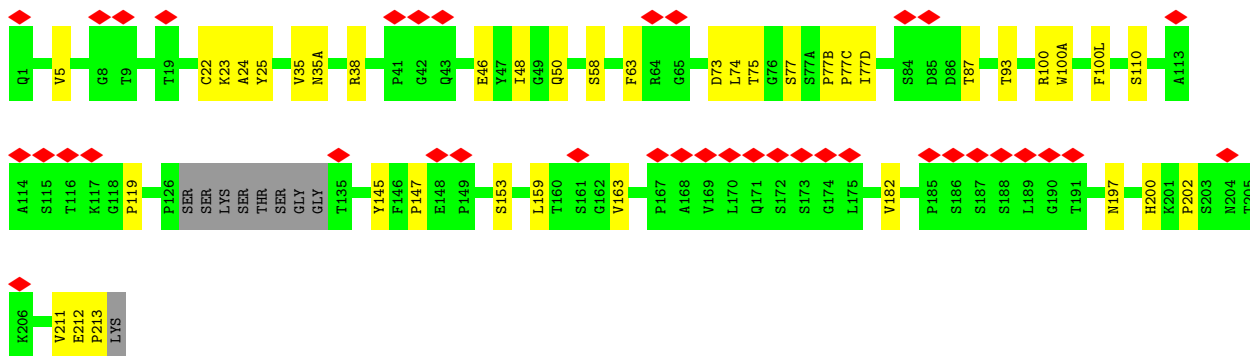 Q1 V5 G8 T9 T19 C22 K23 A24 Y25 V35 N35A R38 P41 G42 Q43 E46 Y47 I48 G49 Q50 S58 F63 R64 G65 D73 L74 T75 G76 S77 S77A P77B P77C I77D S84 D85 D86 T87 T93 R100 W100A F100L S110 A113
A114 S115 T116 K117 G118 P119 P126 SER SER LYS SER THR SER GLY GLY T135 Y145 F146 P147 E148 P149 S153 L159 T160 S161 G162 V163 P167 A168 V169 L170 Q171 S172 S173 G174 L175 V182 P185 S186 S187 S188 L189 G190 T191 N197 H200 K201 P202 S203 N204 T205
K206 V211 E212 P213 LYS